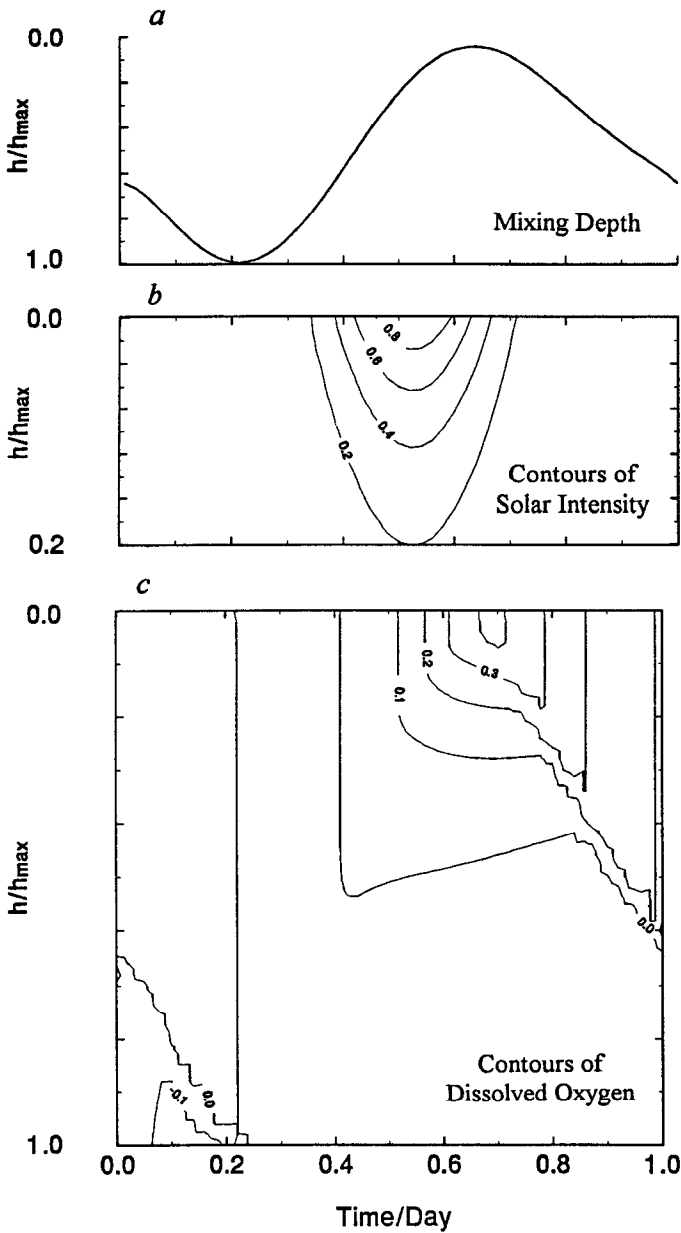 a
0.0
h/hmax
1.0
Mixing Depth
b
0.0
0.8
0.6
0.4
0.2
h/hmax
Contours of
Solar Intensity
0.2
c
0.0
0.2
0.3
0.1
h/hmax
0.0
-0.1
0.0
Contours of
Dissolved Oxygen
1.0
0.0 0.2 0.4 0.6 0.8 1.0
Time/Day